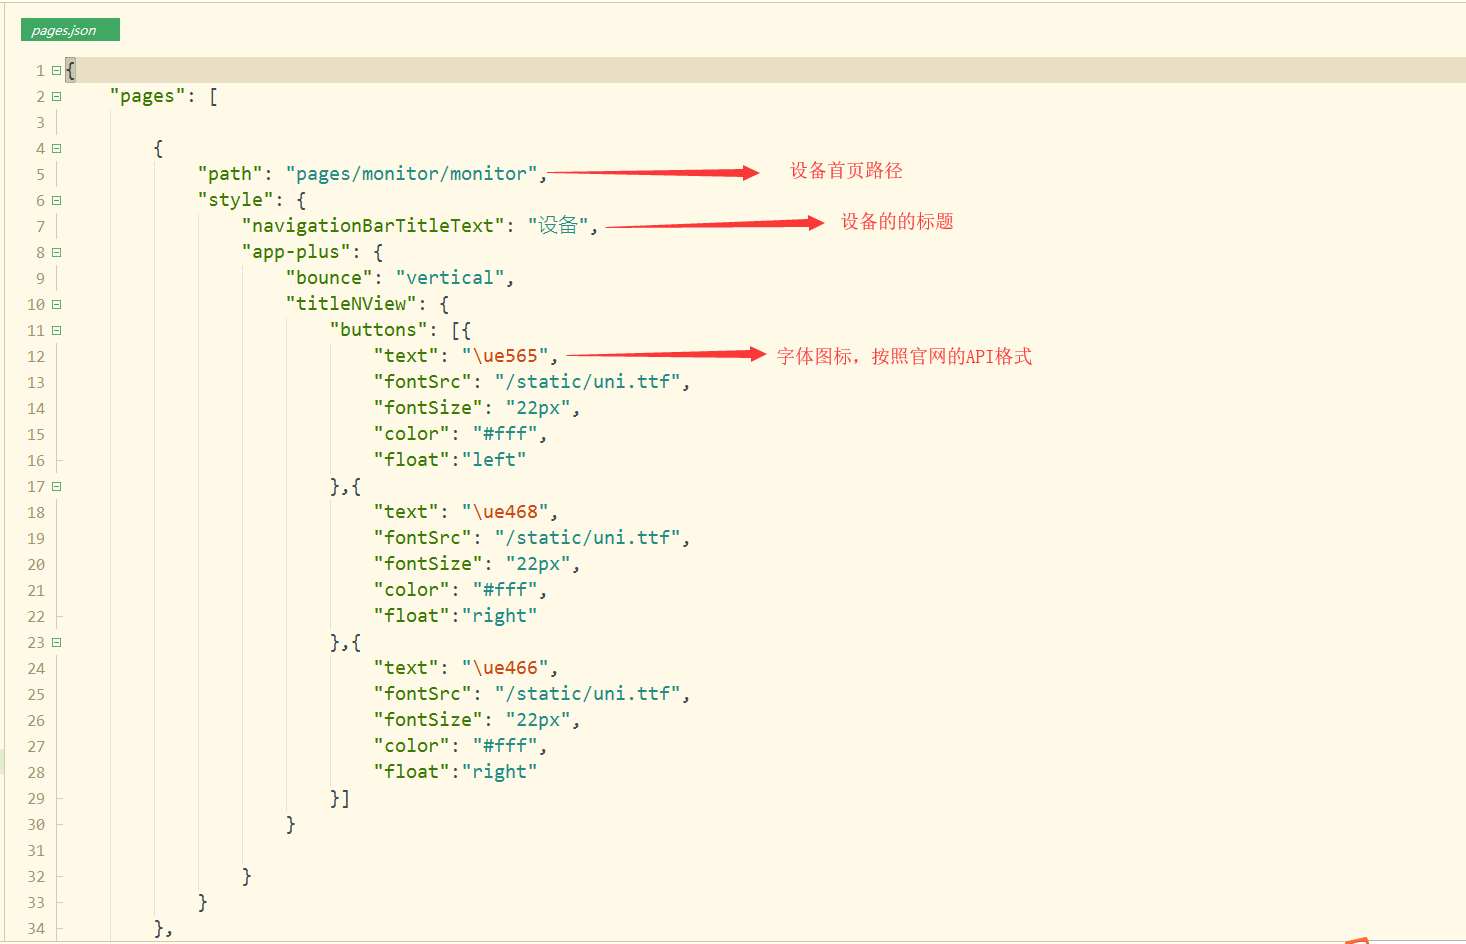 pages.json
1 {
2 "pages": [
3
4 {
5 "path": "pages/monitor/monitor", 设备首页路径
6 "style": {
7 "navigationBarTitleText": "设备", 设备的的标题
8 "app-plus": {
9 "bounce": "vertical",
10 "titleNView": {
11 "buttons": [{
12 "text": "\ue565", 字体图标，按照官网的API格式
13 "fontSrc": "/static/uni.ttf",
14 "fontSize": "22px",
15 "color": "#fff",
16 "float":"left"
17 },{
18 "text": "\ue468",
19 "fontSrc": "/static/uni.ttf",
20 "fontSize": "22px",
21 "color": "#fff",
22 "float":"right"
23 },{
24 "text": "\ue466",
25 "fontSrc": "/static/uni.ttf",
26 "fontSize": "22px",
27 "color": "#fff",
28 "float":"right"
29 }]
30 }
31
32 }
33 }
34 },